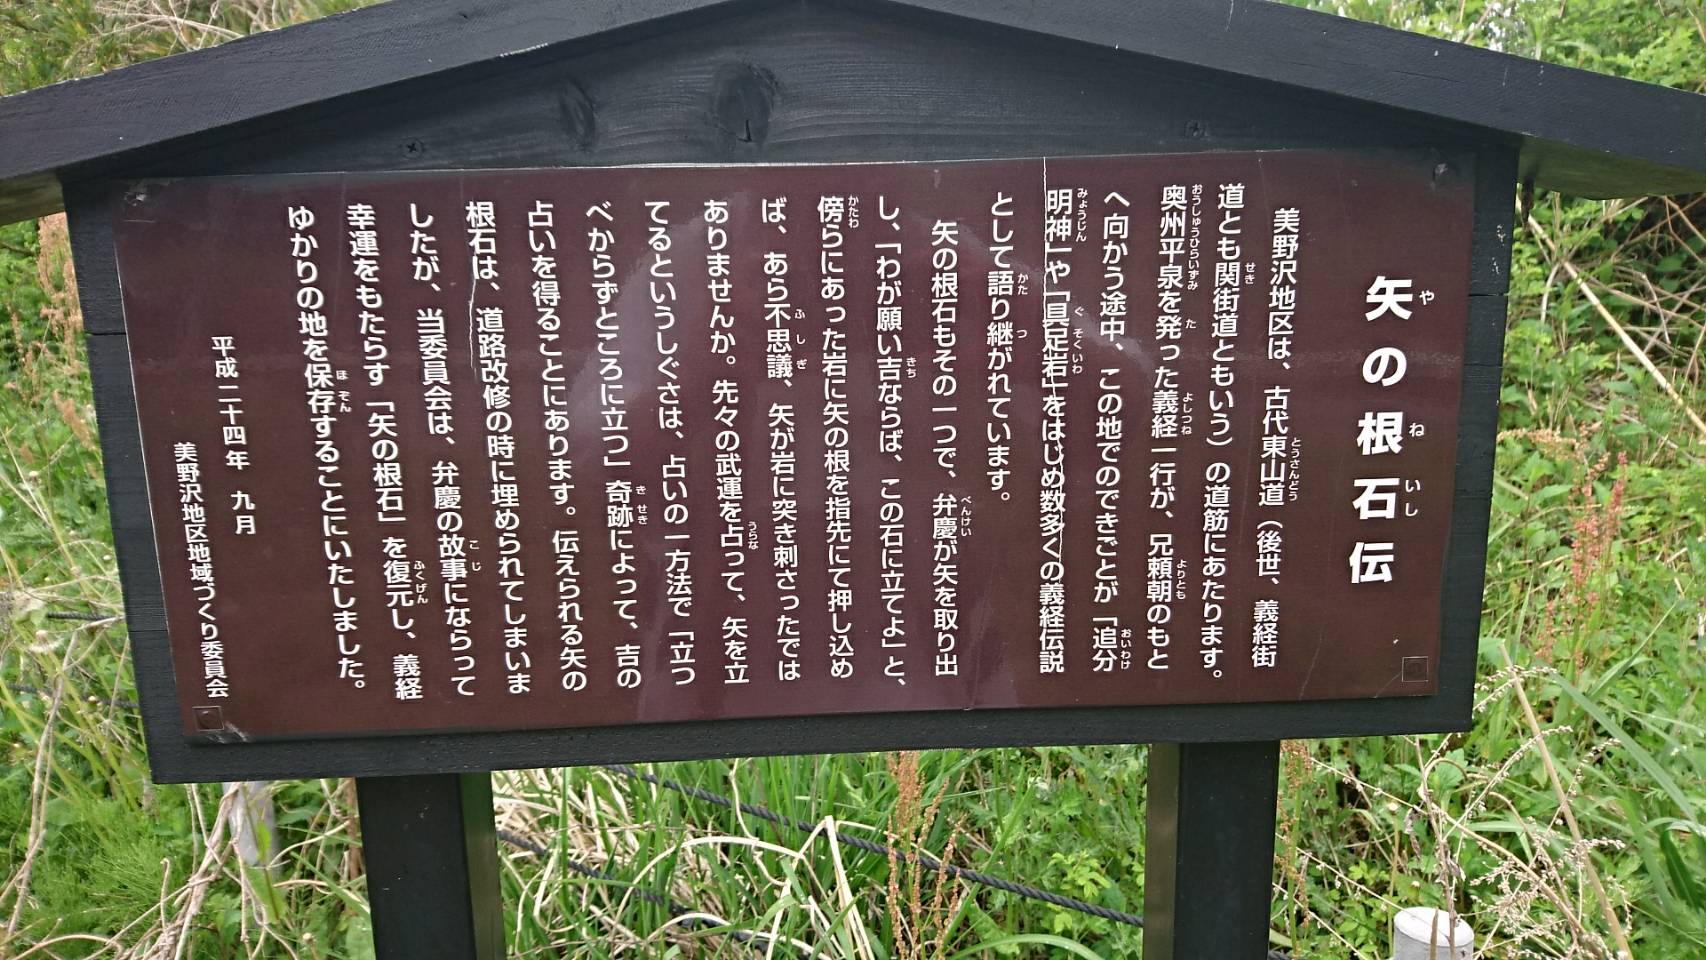 矢の根石伝
美野沢地区は、古代東山道（後世、義経街
道とも関街道ともいう）の道筋にあたります。
奥州平泉を発った義経一行が、兄頼朝のもと
へ向かう途中、この地でのできごとが「追分
明神」や「具足岩」をはじめ数多くの義経伝説
として語り継がれています。
矢の根石もその一つで、弁慶が矢を取り出
し、「わが願い吉ならば、この石に立てよ」と、
傍らにあった岩に矢の根を指先にて押し込め
ば、あら不思議、矢が岩に突き刺さったでは
ありませんか。先々の武運を占って、矢を立
てるというしぐさは、占いの一方法で「立つ
べからずところに立つ」奇跡によって、吉の
占いを得ることにあります。伝えられる矢の
根石は、道路改修の時に埋められてしまいま
したが、当委員会は、弁慶の故事にならって
幸運をもたらす「矢の根石」を復元し、義経
ゆかりの地を保存することにいたしました。
平成二十四年 九月
美野沢地区地域づくり委員会